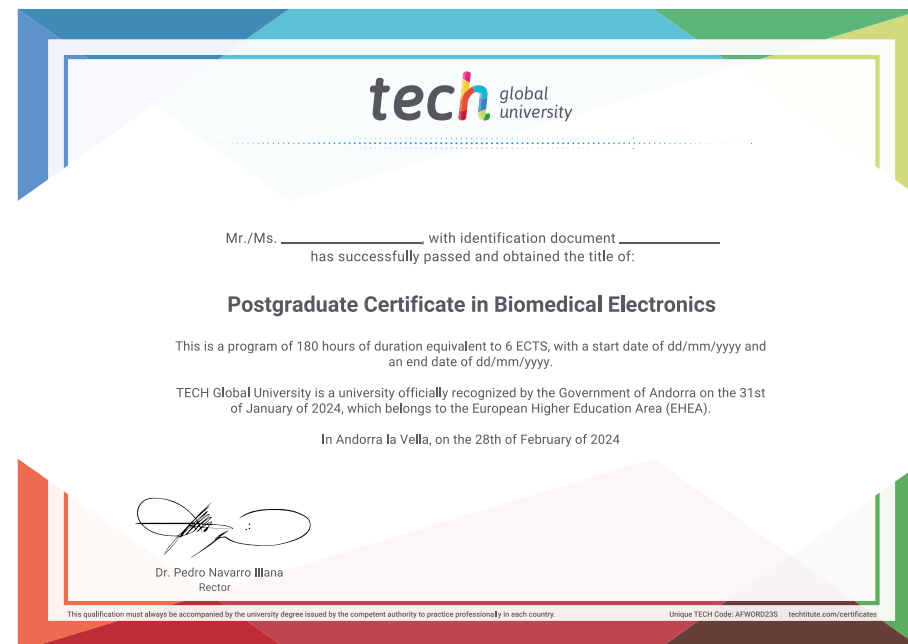 tech global university
Mr./Ms. ____________________, with identification document ______________
has successfully passed and obtained the title of:
Postgraduate Certificate in Biomedical Electronics
This is a program of 180 hours of duration equivalent to 6 ECTS, with a start date of dd/mm/yyyy and
an end date of dd/mm/yyyy.
TECH Global University is a university officially recognized by the Government of Andorra on the 31st
of January of 2024, which belongs to the European Higher Education Area (EHEA).
In Andorra la Vella, on the 28th of February of 2024
Dr. Pedro Navarro Illana
Rector
This qualification must always be accompanied by the university degree issued by the competent authority to practice professionally in each country.
Unique TECH Code: AFWORD23S techtitute.com/certificates